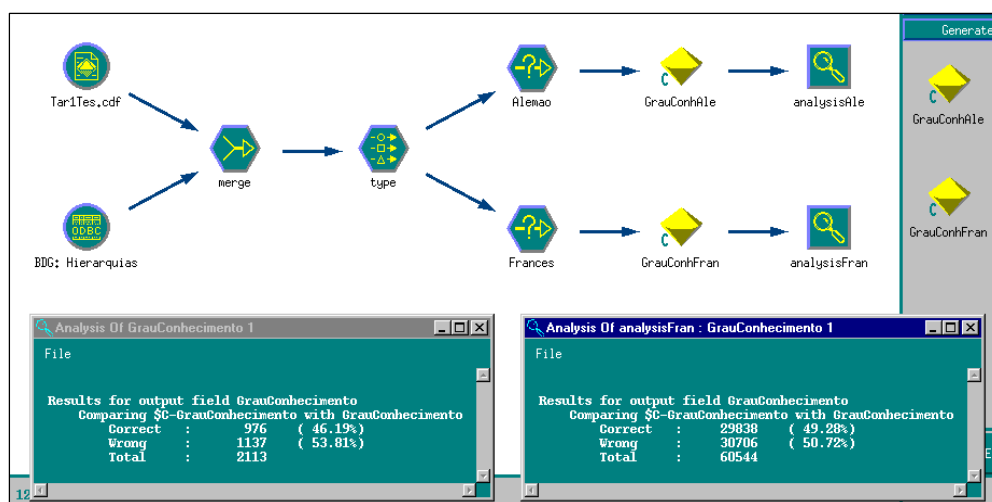 Generate
Tar1Tes.cdf
Alemao
C
GrauConhAle
analysisAle
C
GrauConhAle
merge
type
ODBC
BDG: Hierarquias
Frances
C
GrauConhFran
analysisFran
C
GrauConhFran
Analysis Of GrauConhecimento 1
File
Results for output field GrauConhecimento
Comparing $C-GrauConhecimento with GrauConhecimento
Correct : 976 ( 46.19%)
Wrong : 1137 ( 53.81%)
Total : 2113
Analysis Of analysisFran : GrauConhecimento 1
File
Results for output field GrauConhecimento
Comparing $C-GrauConhecimento with GrauConhecimento
Correct : 29838 ( 49.28%)
Wrong : 30706 ( 50.72%)
Total : 60544
12
E